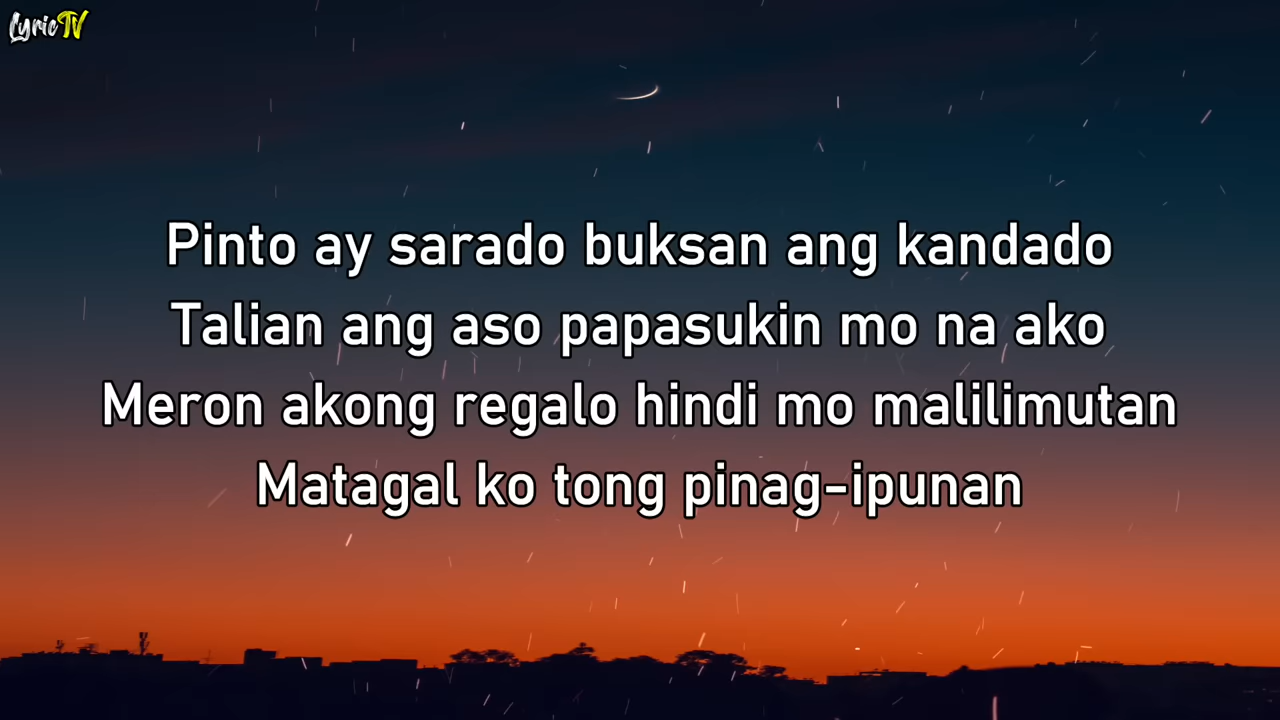 LyricTV
Pinto ay sarado buksan ang kandado
Talian ang aso papasukin mo na ako
Meron akong regalo hindi mo malilimutan
Matagal ko tong pinag-ipunan